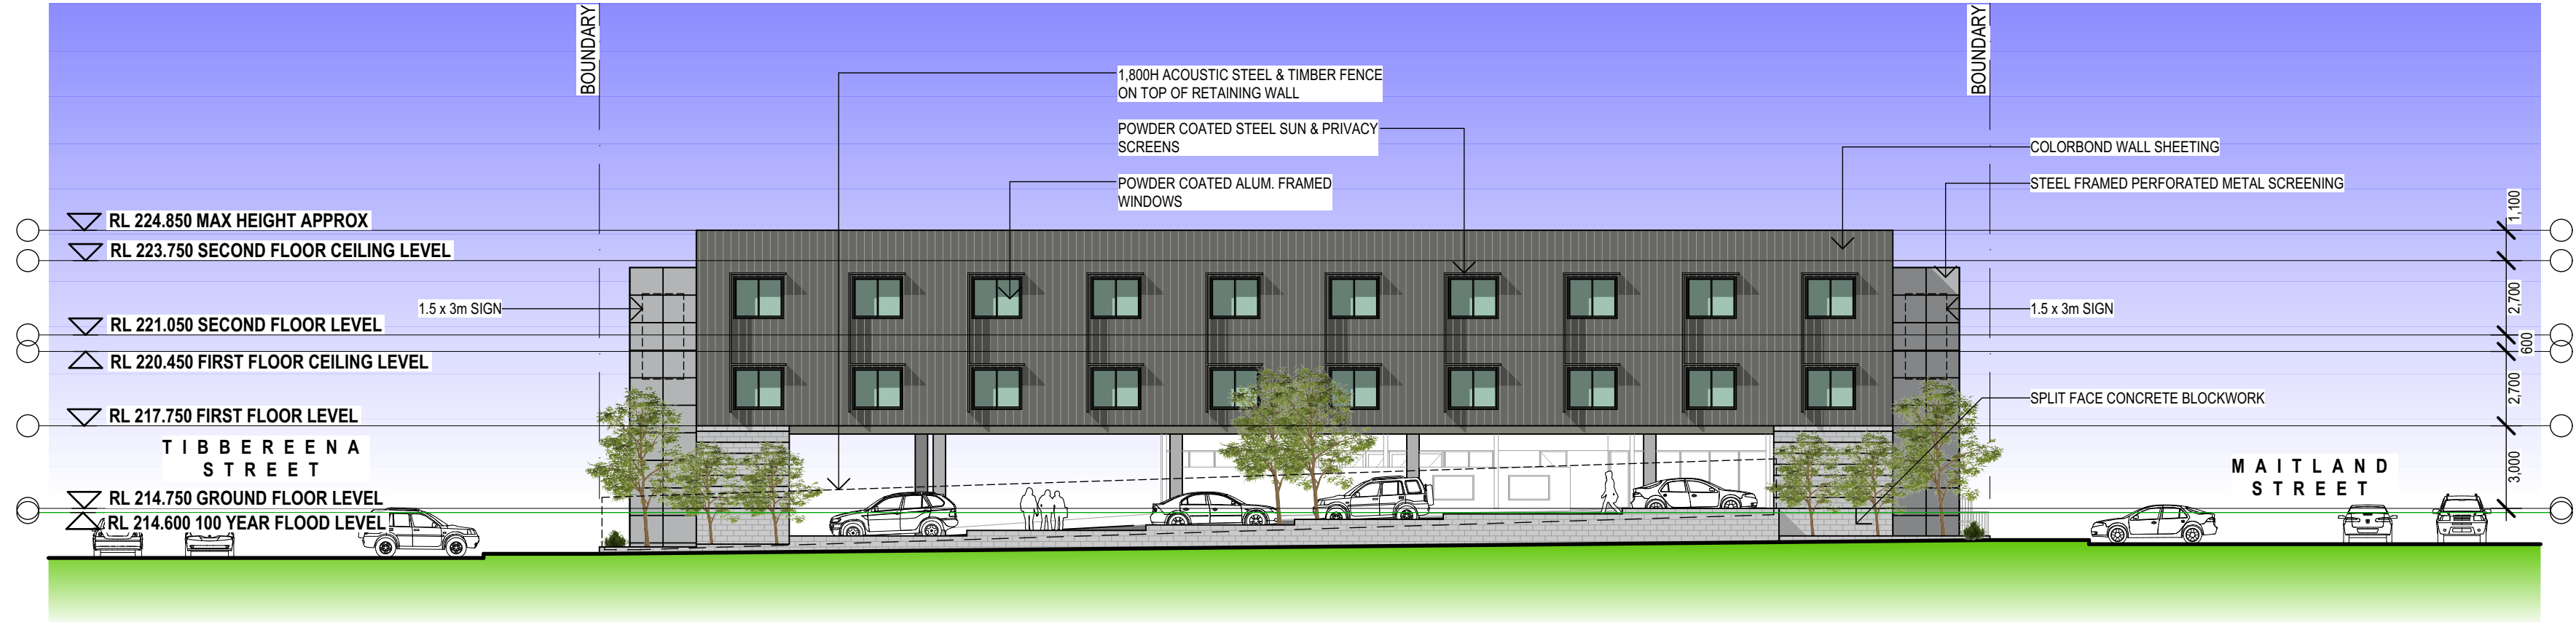 BOUNDARY
BOUNDARY
1,800H ACOUSTIC STEEL & TIMBER FENCE
ON TOP OF RETAINING WALL
POWDER COATED STEEL SUN & PRIVACY
SCREENS
POWDER COATED ALUM. FRAMED
WINDOWS
COLORBOND WALL SHEETING
STEEL FRAMED PERFORATED METAL SCREENING
RL 224.850 MAX HEIGHT APPROX
RL 223.750 SECOND FLOOR CEILING LEVEL
1.5 x 3m SIGN
1.5 x 3m SIGN
RL 221.050 SECOND FLOOR LEVEL
RL 220.450 FIRST FLOOR CEILING LEVEL
SPLIT FACE CONCRETE BLOCKWORK
RL 217.750 FIRST FLOOR LEVEL
TIBBEREENA
STREET
MAITLAND
STREET
RL 214.750 GROUND FLOOR LEVEL
RL 214.600 100 YEAR FLOOD LEVEL
1,100
2,700
600
2,700
3,000